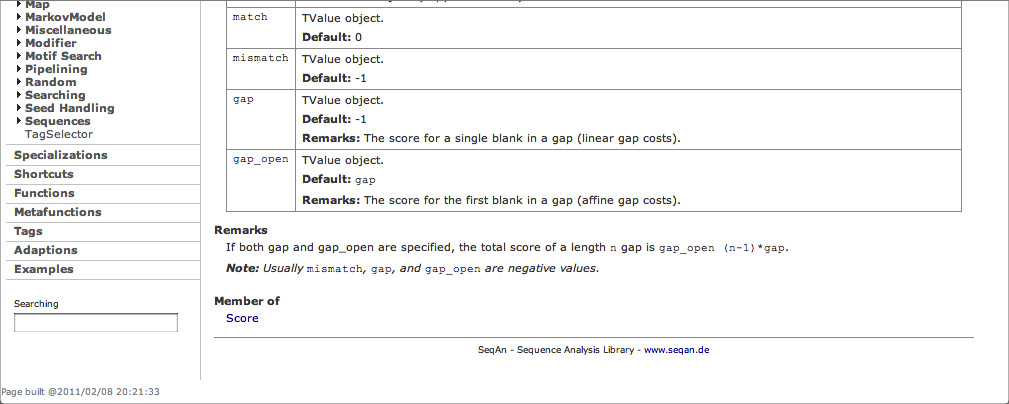 Map
MarkovModel
Miscellaneous
Modifier
Motif Search
Pipelining
Random
Searching
Seed Handling
Sequences
TagSelector
Specializations
Shortcuts
Functions
Metafunctions
Tags
Adaptions
Examples
Searching
match TValue object.
Default: 0
mismatch TValue object.
Default: -1
gap TValue object.
Default: -1
Remarks: The score for a single blank in a gap (linear gap costs).
gap_open TValue object.
Default: gap
Remarks: The score for the first blank in a gap (affine gap costs).
Remarks
If both gap and gap_open are specified, the total score of a length n gap is gap_open (n-1)*gap.
Note: Usually mismatch, gap, and gap_open are negative values.
Member of
Score
SeqAn - Sequence Analysis Library - www.seqan.de
Page built @2011/02/08 20:21:33